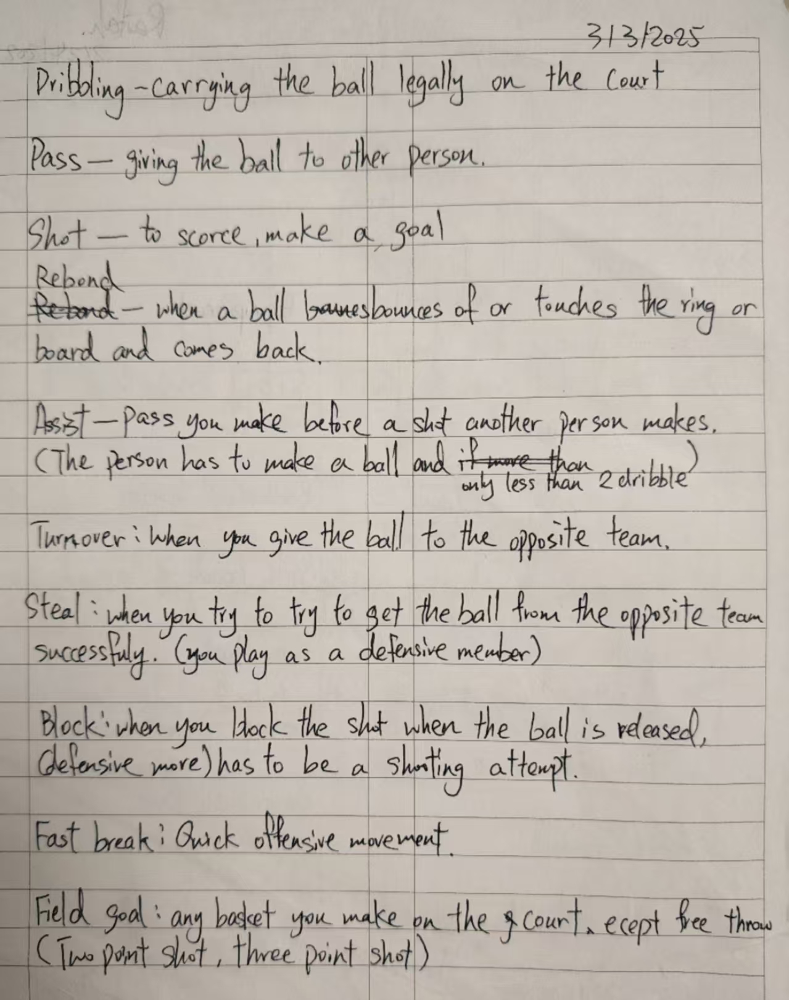 3/3/2025
Dribbling - carrying the ball legally on the court
Pass — giving the ball to other person.
Shot — to scorce, make a goal
Rebond
Rebond — when a ball bounces of or touches the ring or
board and comes back.
Assist — Pass you make before a shot another person makes.
(The person has to make a ball and if more than
only less than 2 dribble)
Turnover: When you give the ball to the opposite team.
Steal: when you try to try to get the ball from the opposite team
successfuly. (you play as a defensive member)
Block: when you block the shot when the ball is released,
(defensive more) has to be a shooting attempt.
Fast break: Quick offensive movement.
Field goal: any basket you make on the court, ecept free throw
(Two point shot, three point shot)